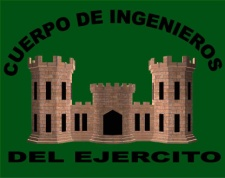 CUERPO DE INGENIEROS
DEL EJERCITO